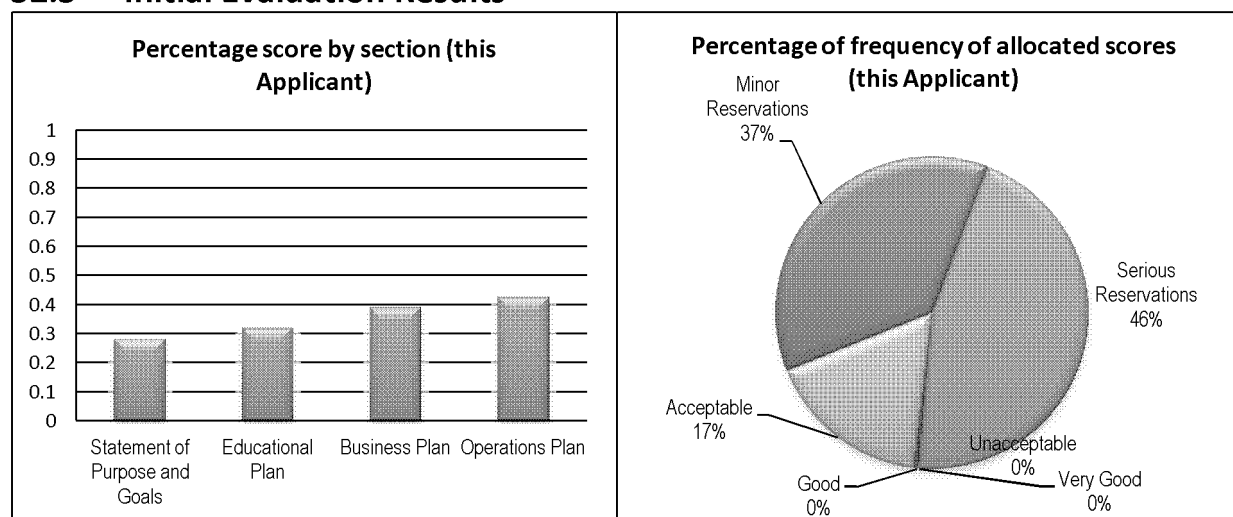 Percentage score by section (this
Applicant)
1
0.9
0.8
0.7
0.6
0.5
0.4
0.3
0.2
0.1
0
Statement of
Purpose and
Goals
Educational
Plan
Business Plan
Operations Plan
Percentage of frequency of allocated scores
(this Applicant)
Minor
Reservations
37%
Serious
Reservations
46%
Acceptable
17%
Unacceptable
0%
Good
0%
Very Good
0%